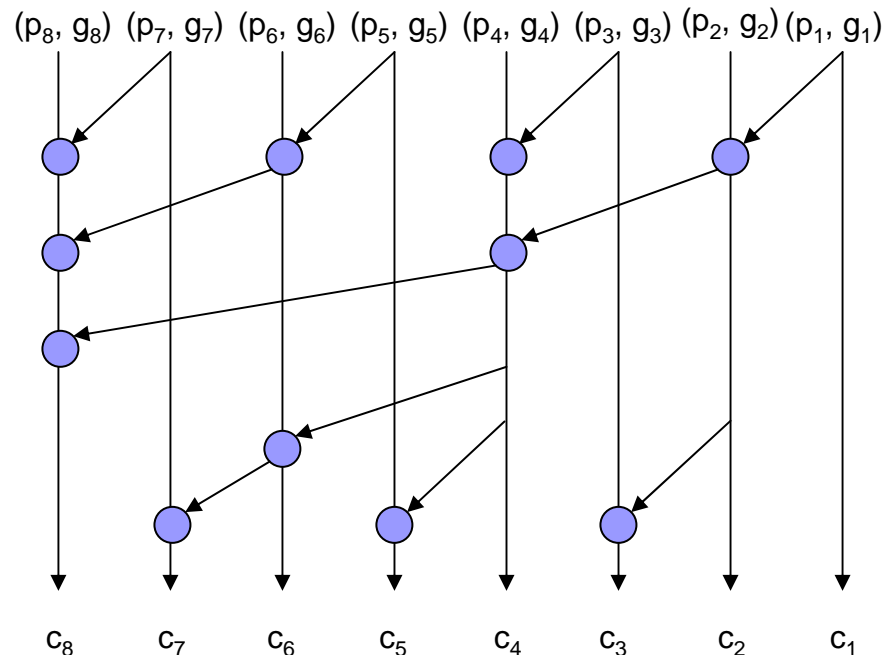 (p₈, g₈) (p₇, g₇) (p₆, g₆) (p₅, g₅) (p₄, g₄) (p₃, g₃) (p₂, g₂) (p₁, g₁)
c₈ c₇ c₆ c₅ c₄ c₃ c₂ c₁